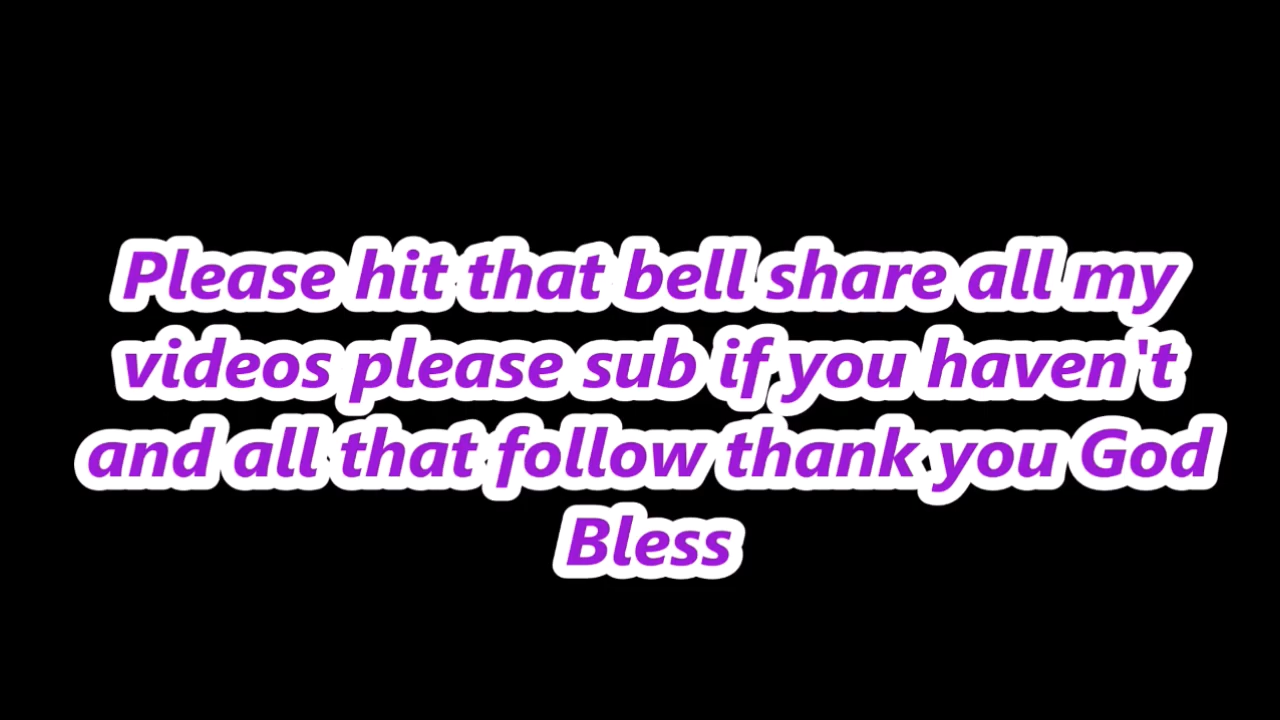 Please hit that bell share all my
videos please sub if you haven't
and all that follow thank you God
Bless